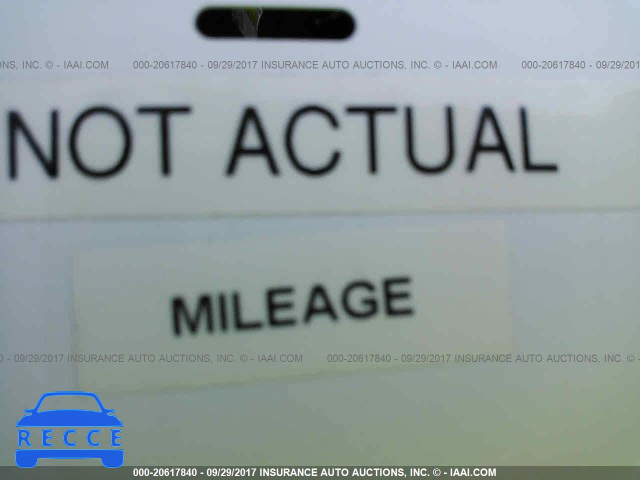 NS, INC. © - IAAI.COM 000-20617840 - 09/29/2017 INSURANCE AUTO AUCTIONS, INC. © - IAAI.COM 000-20617840 - 09/29/201
NOT ACTUAL
MILEAGE
0 - 09/29/2017 INSURANCE AUTO AUCTIONS, INC. © - IAAI.COM 000-20617840 - 09/29/2017 INSURANCE AUTO AUCTIONS, INC. © -
RECCE
000-20617840 - 09/29/2017 INSURANCE AUTO AUCTIONS, INC. © - IAAI.COM